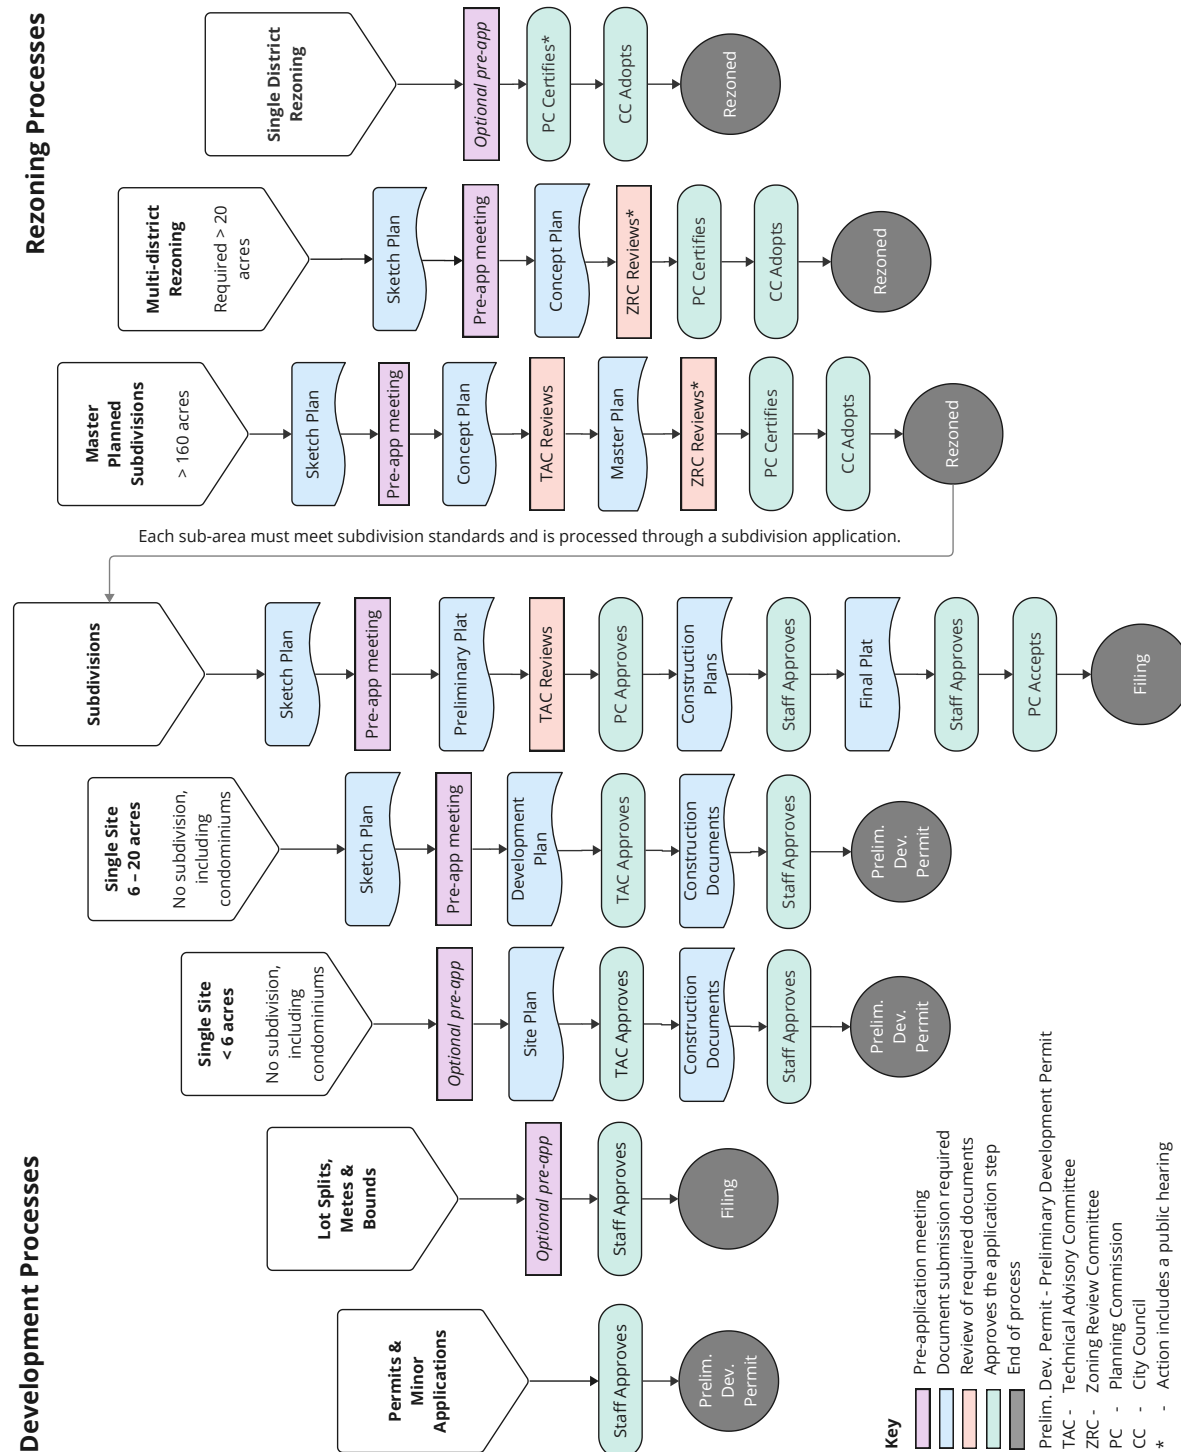 Development Processes
Rezoning Processes
Permits &
Minor
Applications
Staff Approves
Prelim.
Dev.
Permit
Lot Splits,
Metes &
Bounds
Optional pre-app
Staff Approves
Filing
Single Site
< 6 acres
No subdivision,
including
condominiums
Optional pre-app
Site Plan
TAC Approves
Construction
Documents
Staff Approves
Prelim.
Dev.
Permit
Single Site
6 – 20 acres
No subdivision,
including
condominiums
Sketch Plan
Pre-app meeting
Development
Plan
TAC Approves
Construction
Documents
Staff Approves
Prelim.
Dev.
Permit
Subdivisions
Sketch Plan
Pre-app meeting
Preliminary Plat
TAC Reviews
PC Approves
Construction
Plans
Staff Approves
Final Plat
Staff Approves
PC Accepts
Filing
Each sub-area must meet subdivision standards and is processed through a subdivision application.
Master
Planned
Subdivisions
> 160 acres
Sketch Plan
Pre-app meeting
Concept Plan
TAC Reviews
Master Plan
ZRC Reviews*
PC Certifies
CC Adopts
Rezoned
Multi-district
Rezoning
Required > 20
acres
Sketch Plan
Pre-app meeting
Concept Plan
ZRC Reviews*
PC Certifies
CC Adopts
Rezoned
Single District
Rezoning
Optional pre-app
PC Certifies*
CC Adopts
Rezoned
Key
Pre-application meeting
Document submission required
Review of required documents
Approves the application step
End of process
Prelim. Dev. Permit - Preliminary Development Permit
TAC - Technical Advisory Committee
ZRC - Zoning Review Committee
PC - Planning Commission
CC - City Council
* - Action includes a public hearing